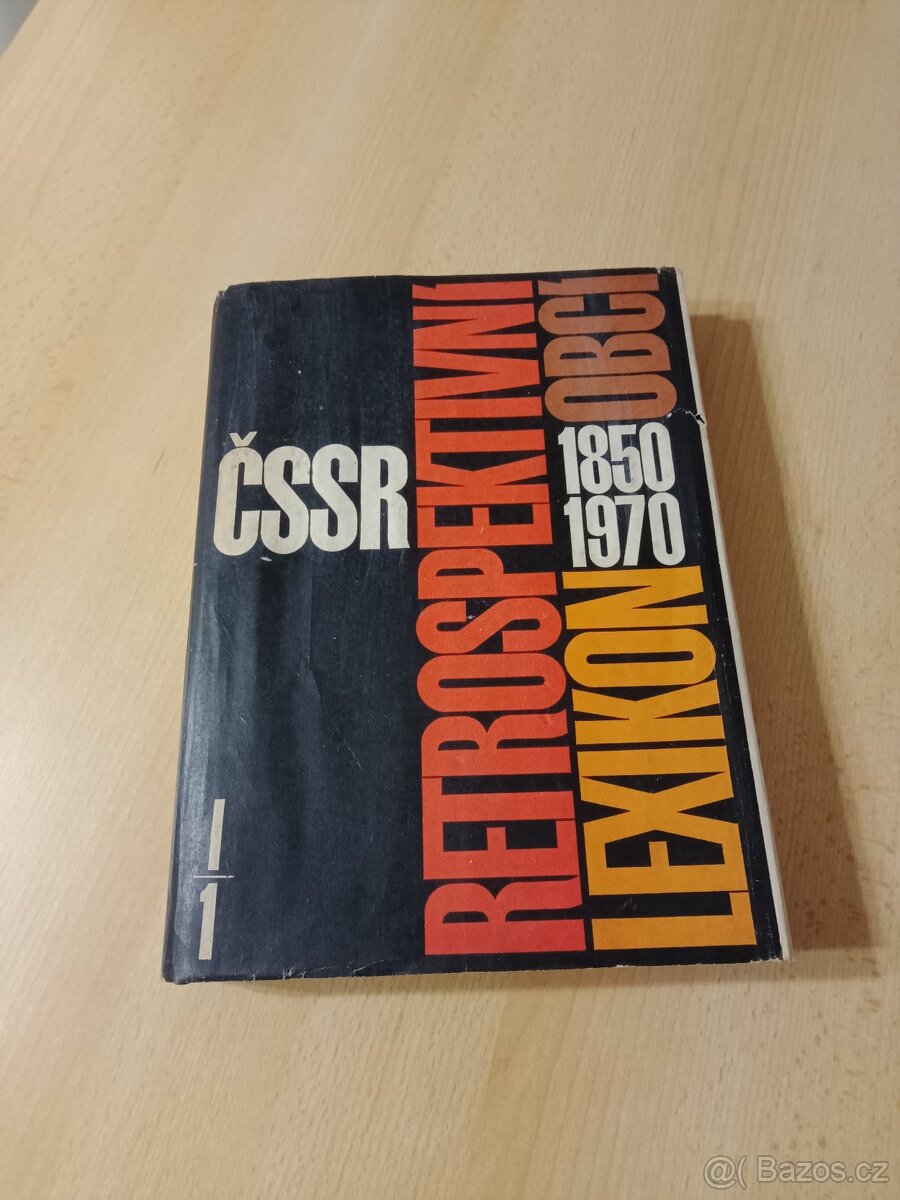 ČSSR
RETROSPEKTIVNÍ
LEXIKON
OBCÍ
1850
1970
I
1
@( Bazos.cz